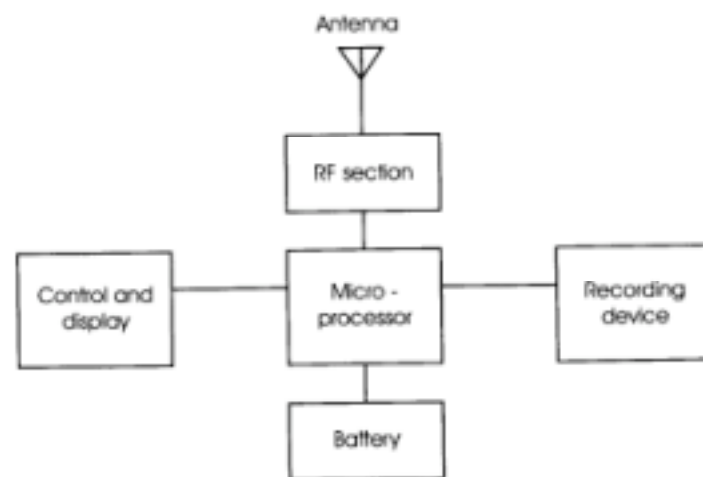 Antenna
RF section
Control and
display
Micro -
processor
Recording
device
Battery